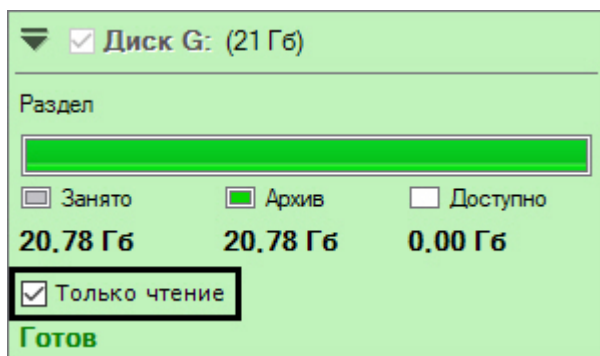 Диск G: (21 Гб)
Раздел
Занято Архив Доступно
20.78 Гб 20.78 Гб 0.00 Гб
Только чтение
Готов